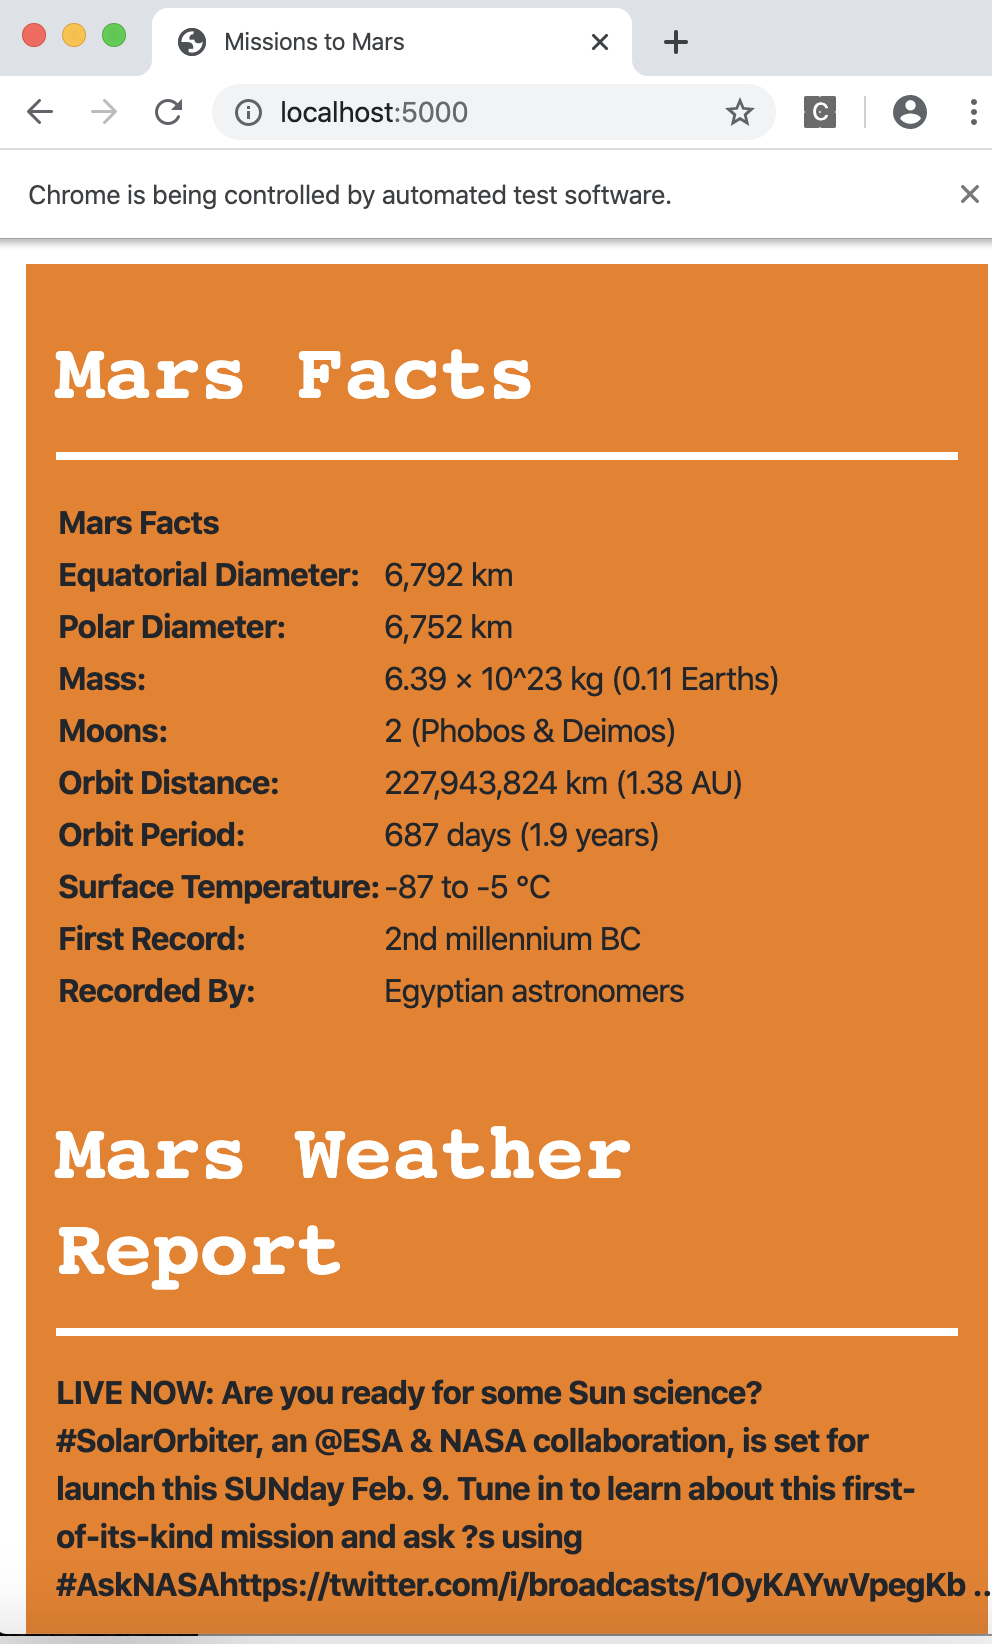 Missions to Mars
localhost:5000
C
Chrome is being controlled by automated test software.
Mars Facts
Mars Facts
Equatorial Diameter: 6,792 km
Polar Diameter: 6,752 km
Mass: 6.39 × 10^23 kg (0.11 Earths)
Moons: 2 (Phobos & Deimos)
Orbit Distance: 227,943,824 km (1.38 AU)
Orbit Period: 687 days (1.9 years)
Surface Temperature: -87 to -5 °C
First Record: 2nd millennium BC
Recorded By: Egyptian astronomers
Mars Weather
Report
LIVE NOW: Are you ready for some Sun science?
#SolarOrbiter, an @ESA & NASA collaboration, is set for
launch this SUNday Feb. 9. Tune in to learn about this first-
of-its-kind mission and ask ?s using
#AskNASAhttps://twitter.com/i/broadcasts/1OyKAYwVpegKb ..